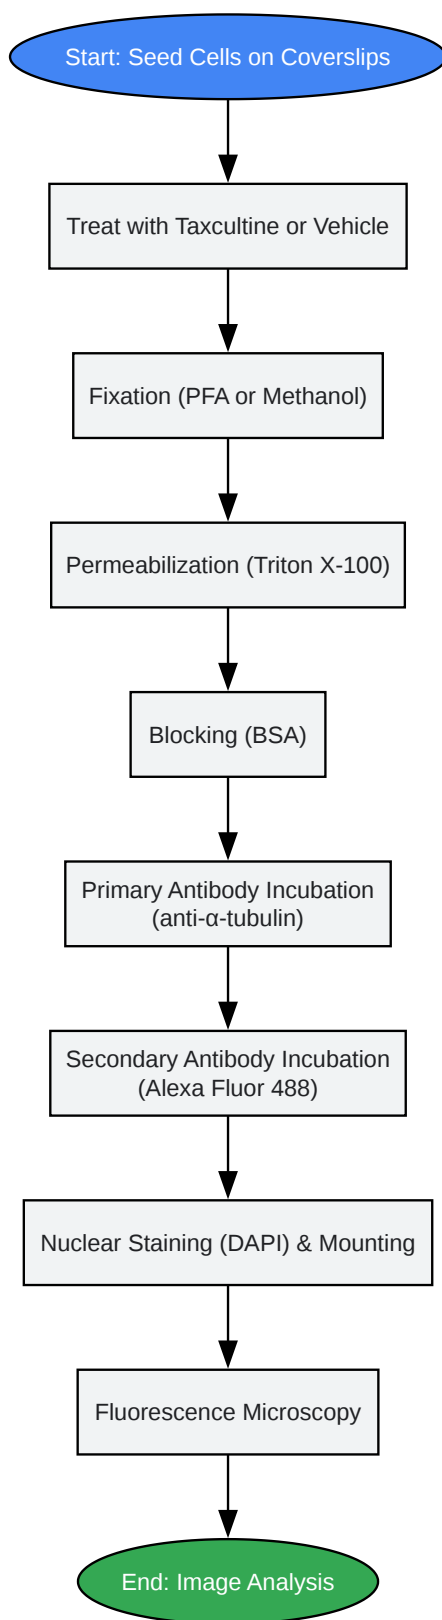 Start: Seed Cells on Coverslips
Treat with Taxcultine or Vehicle
Fixation (PFA or Methanol)
Permeabilization (Triton X-100)
Blocking (BSA)
Primary Antibody Incubation
(anti-α-tubulin)
Secondary Antibody Incubation
(Alexa Fluor 488)
Nuclear Staining (DAPI) & Mounting
Fluorescence Microscopy
End: Image Analysis